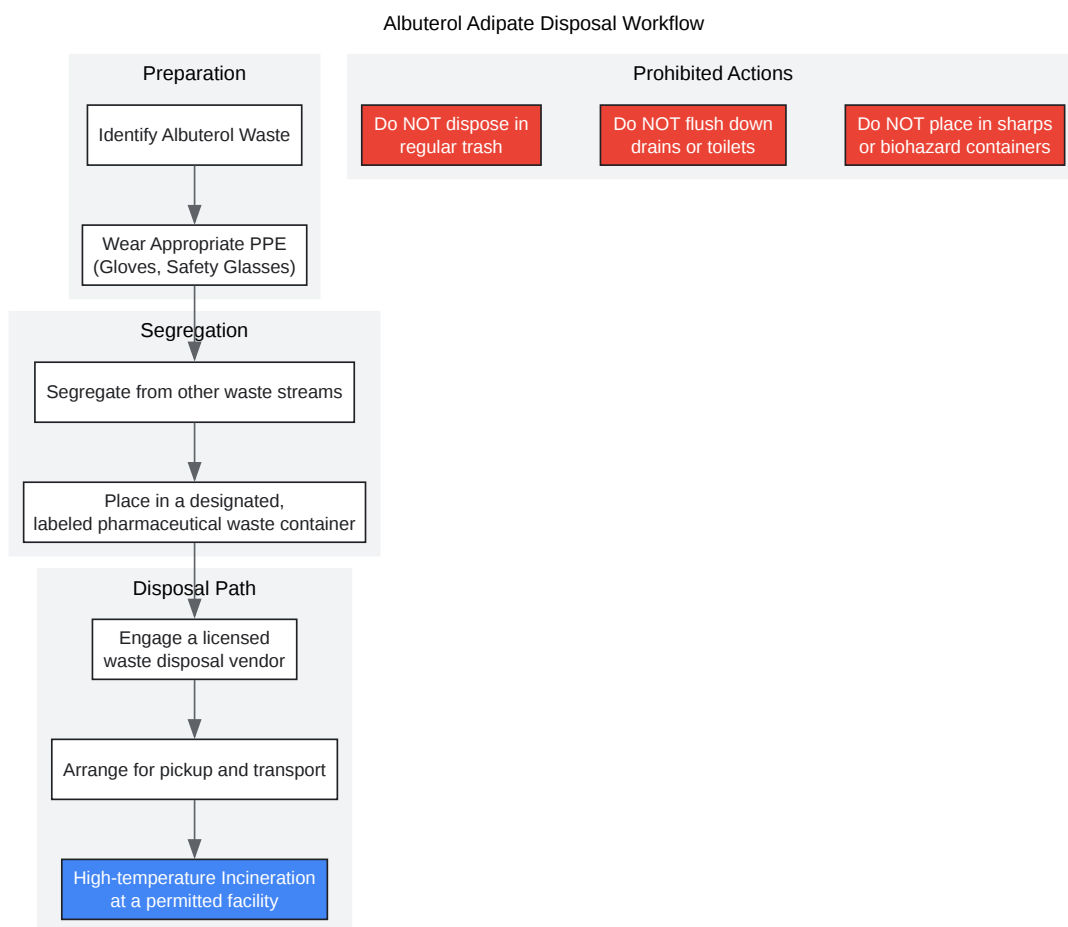 Albuterol Adipate Disposal Workflow
Preparation
Identify Albuterol Waste
Wear Appropriate PPE
(Gloves, Safety Glasses)
Segregation
Segregate from other waste streams
Place in a designated,
labeled pharmaceutical waste container
Disposal Path
Engage a licensed
waste disposal vendor
Arrange for pickup and transport
High-temperature Incineration
at a permitted facility
Prohibited Actions
Do NOT dispose in
regular trash
Do NOT flush down
drains or toilets
Do NOT place in sharps
or biohazard containers